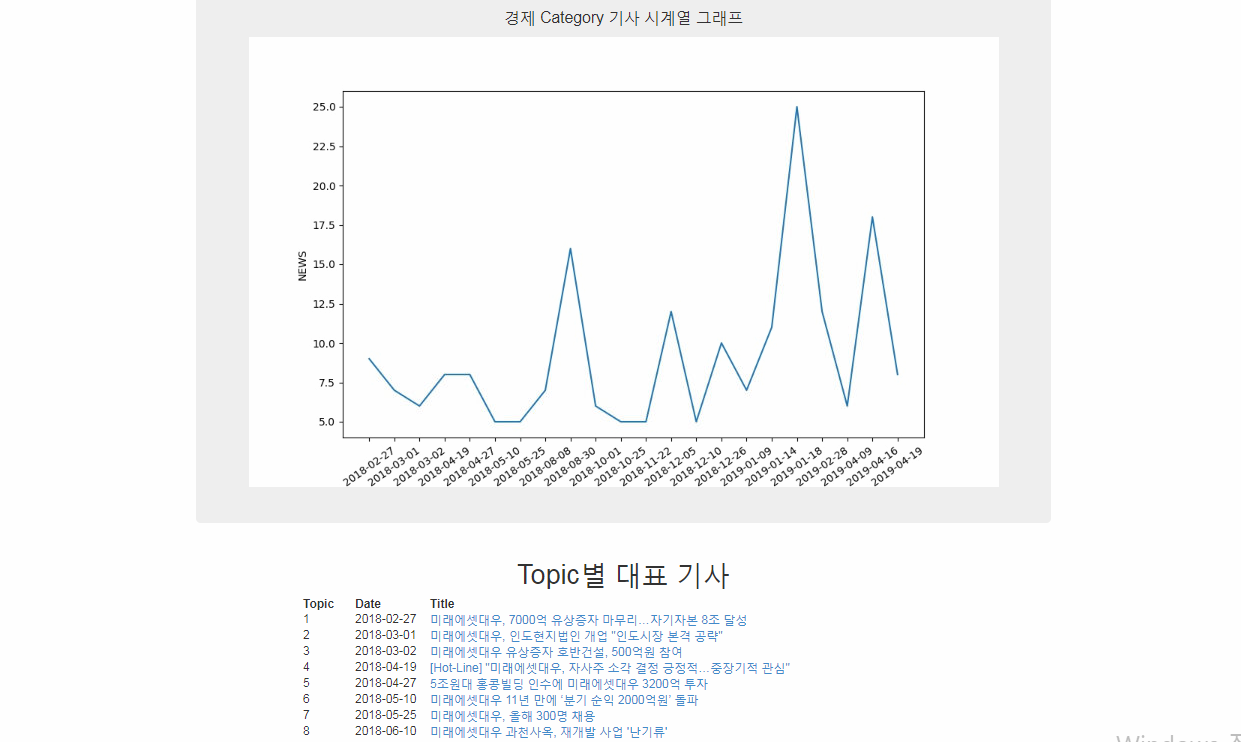 경제 Category 기사 시계열 그래프
25.0
22.5
20.0
17.5
15.0
12.5
10.0
7.5
5.0
NEWS
2018-02-27
2018-03-01
2018-03-02
2018-04-19
2018-04-27
2018-05-10
2018-05-25
2018-08-08
2018-08-30
2018-10-01
2018-10-25
2018-11-22
2018-12-05
2018-12-10
2018-12-26
2019-01-09
2019-01-14
2019-01-18
2019-02-28
2019-04-09
2019-04-16
2019-04-19
Topic별 대표 기사
Topic Date Title
1 2018-02-27 미래에셋대우, 7000억 유상증자 마무리…자기자본 8조 달성
2 2018-03-01 미래에셋대우, 인도현지법인 개업 "인도시장 본격 공략"
3 2018-03-02 미래에셋대우 유상증자 호반건설, 500억원 참여
4 2018-04-19 [Hot-Line] "미래에셋대우, 자사주 소각 결정 긍정적…중장기적 관심"
5 2018-04-27 5조원대 홍콩빌딩 인수에 미래에셋대우 3200억 투자
6 2018-05-10 미래에셋대우 11년 만에 ‘분기 순익 2000억원’ 돌파
7 2018-05-25 미래에셋대우, 올해 300명 채용
8 2018-06-10 미래에셋대우 과천사옥, 재개발 사업 '난기류'